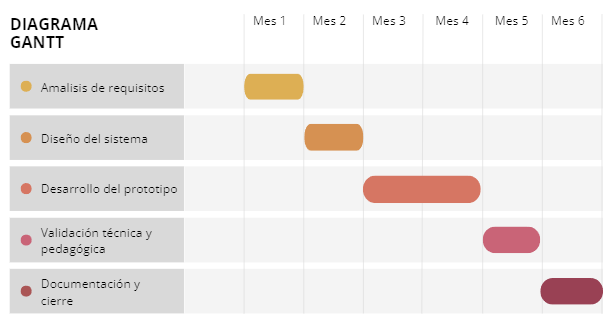 DIAGRAMA
GANTT
Mes 1
Mes 2
Mes 3
Mes 4
Mes 5
Mes 6
Amalisis de requisitos
Diseño del sistema
Desarrollo del prototipo
Validación técnica y
pedagógica
Documentación y
cierre